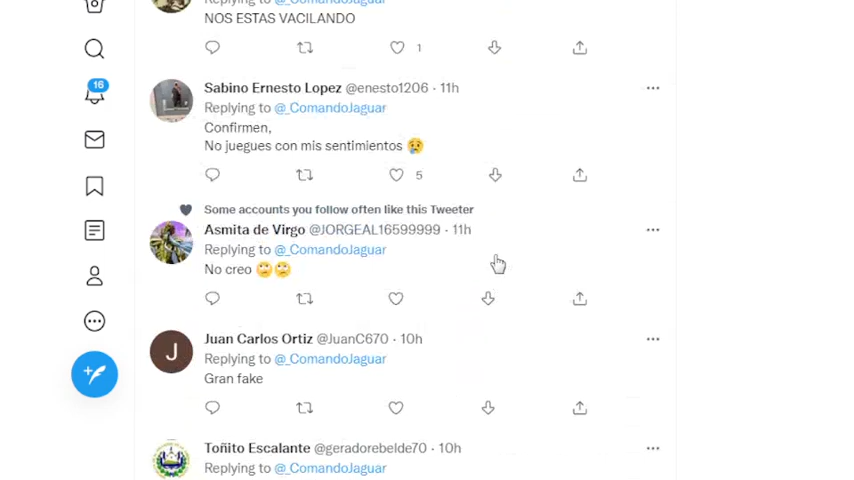 Replying to @_ComandoJaguar
NOS ESTAS VACILANDO
1
16
Sabino Ernesto Lopez @enesto1206 · 11h
Replying to @_ComandoJaguar
Confirmen,
No juegues con mis sentimientos 😢
5
Some accounts you follow often like this Tweeter
Asmita de Virgo @JORGEAL16599999 · 11h
Replying to @_ComandoJaguar
No creo 🙄🙄
Juan Carlos Ortiz @JuanC670 · 10h
J
Replying to @_ComandoJaguar
Gran fake
Toñito Escalante @geradorebelde70 · 10h
Replying to @_ComandoJaguar